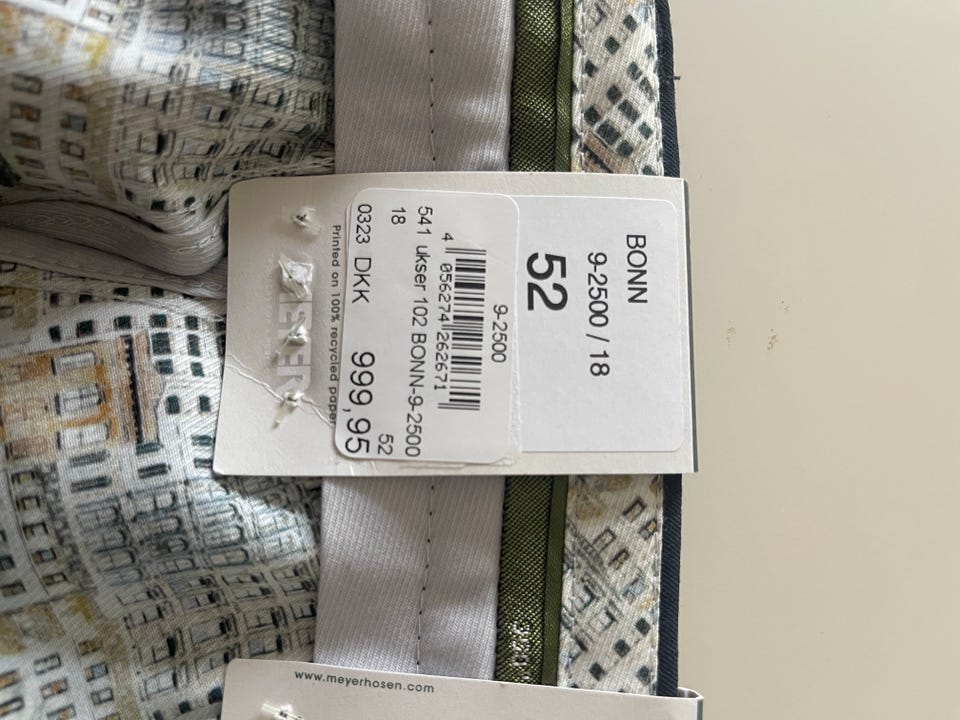 BONN
9-2500 / 18
52
9-2500
4 056274 262671
541 ukser 102 BONN-9-2500
18 52
0323 DKK 999,95
Printed on 100% recycled paper
www.meyerhosen.com